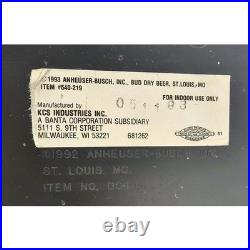 ©1993 ANHEUSER-BUSCH, INC., BUD DRY BEER, ST. LOUIS, MO
ITEM #540-219
FOR INDOOR USE ONLY
MANUFACTURED BY:
KCS INDUSTRIES INC.
A BANTA CORPORATION SUBSIDIARY
5111 S. 9TH STREET
MILWAUKEE, WI 53221 681262
61
©1992 ANHEUSER-BUSCH, INC.
ST. LOUIS, MO.
ITEM NO.